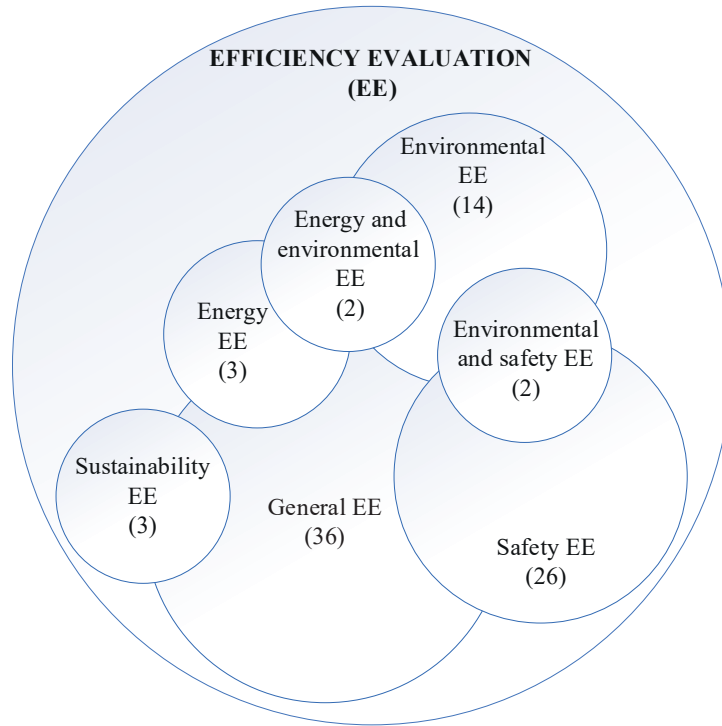 EFFICIENCY EVALUATION
(EE)
Environmental
EE
(14)
Energy and
environmental
EE
(2)
Energy
EE
(3)
Environmental
and safety EE
(2)
Sustainability
EE
(3)
General EE
(36)
Safety EE
(26)